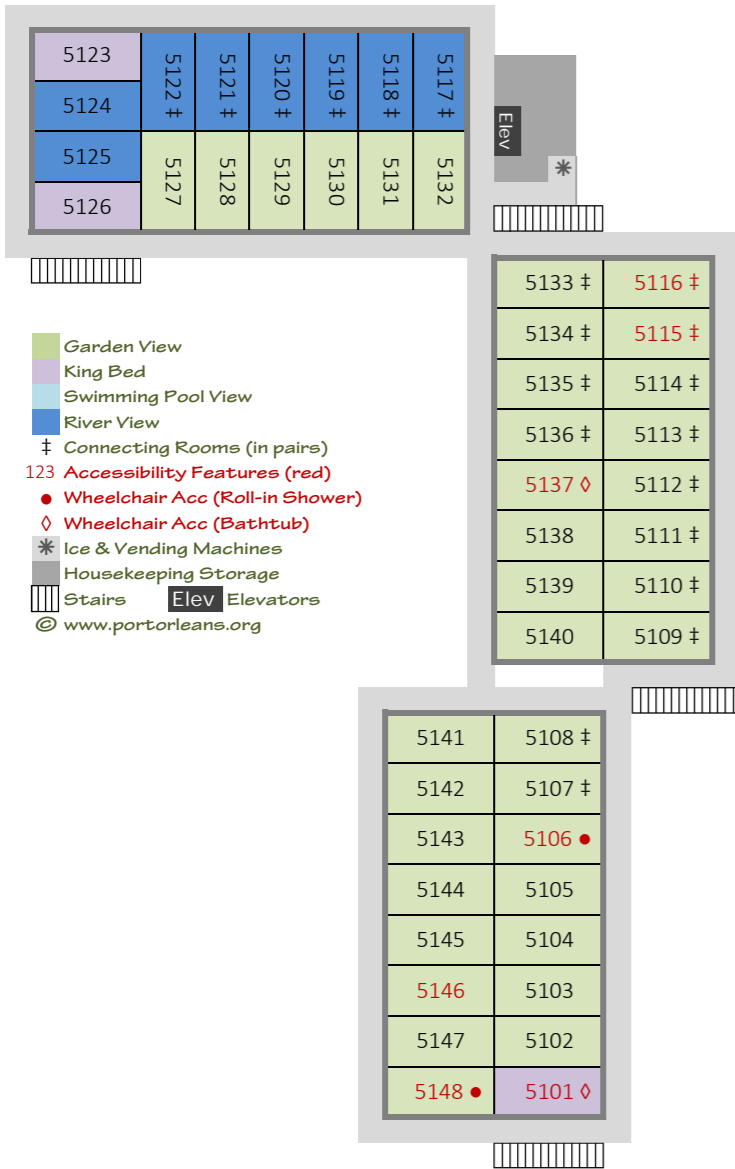 5123
5124
5125
5126
5122 ‡
5121 ‡
5120 ‡
5119 ‡
5118 ‡
5117 ‡
5127
5128
5129
5130
5131
5132
Elev
5133 ‡ 5116 ‡
5134 ‡ 5115 ‡
5135 ‡ 5114 ‡
5136 ‡ 5113 ‡
5137 ◊ 5112 ‡
5138 5111 ‡
5139 5110 ‡
5140 5109 ‡
Garden View
King Bed
Swimming Pool View
River View
‡ Connecting Rooms (in pairs)
123 Accessibility Features (red)
● Wheelchair Acc (Roll-in Shower)
◊ Wheelchair Acc (Bathtub)
Ice & Vending Machines
Housekeeping Storage
Stairs Elev Elevators
© www.portorleans.org
5141 5108 ‡
5142 5107 ‡
5143 5106 ●
5144 5105
5145 5104
5146 5103
5147 5102
5148 ● 5101 ◊